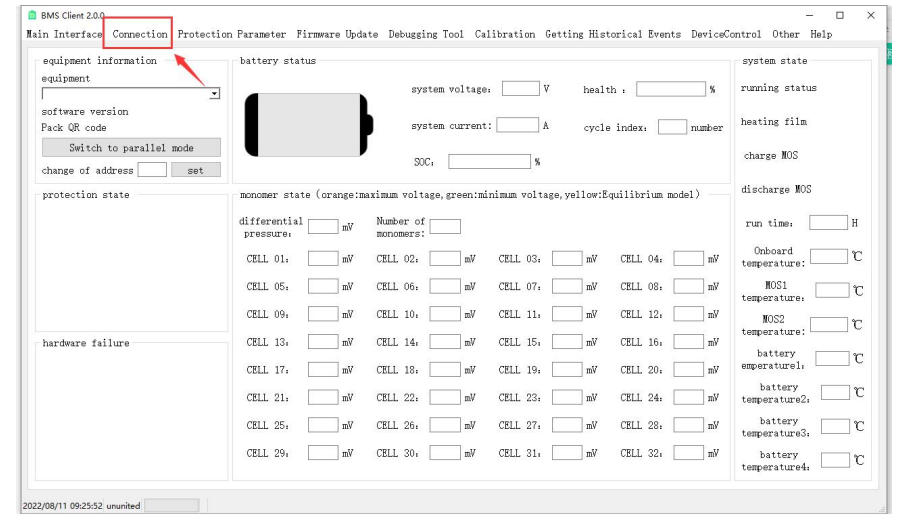 BMS Client 2.0.0
Main Interface Connection Protection Parameter Firmware Update Debugging Tool Calibration Getting Historical Events DeviceControl Other Help
equipment information
equipment
software version
Pack QR code
Switch to parallel mode
change of address set
battery status
system voltage: V health : %
system current: A cycle index: number
SOC: %
system state
running status
heating film
charge MOS
discharge MOS
run time: H
Onboard temperature: ℃
MOS1 temperature: ℃
MOS2 temperature: ℃
battery emperature1: ℃
battery temperature2: ℃
battery temperature3: ℃
battery temperature4: ℃
protection state
hardware failure
monomer state (orange:maximum voltage,green:minimum voltage,yellow:Equilibrium model)
differential pressure: mV Number of monomers:
CELL 01: mV CELL 02: mV CELL 03: mV CELL 04: mV
CELL 05: mV CELL 06: mV CELL 07: mV CELL 08: mV
CELL 09: mV CELL 10: mV CELL 11: mV CELL 12: mV
CELL 13: mV CELL 14: mV CELL 15: mV CELL 16: mV
CELL 17: mV CELL 18: mV CELL 19: mV CELL 20: mV
CELL 21: mV CELL 22: mV CELL 23: mV CELL 24: mV
CELL 25: mV CELL 26: mV CELL 27: mV CELL 28: mV
CELL 29: mV CELL 30: mV CELL 31: mV CELL 32: mV
2022/08/11 09:25:52 ununited